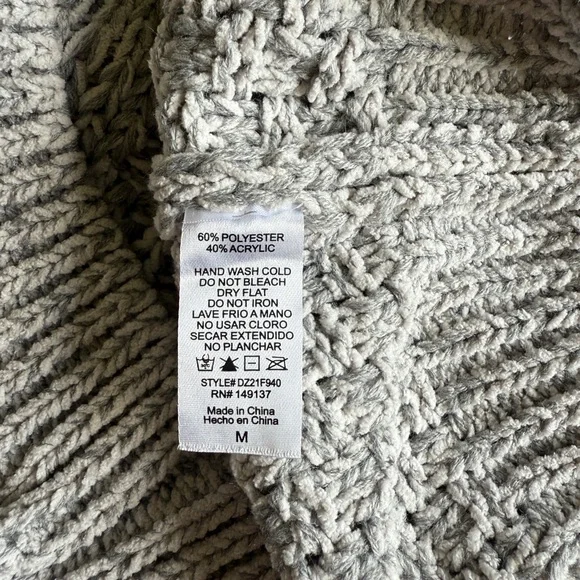 60% POLYESTER
40% ACRYLIC
HAND WASH COLD
DO NOT BLEACH
DRY FLAT
DO NOT IRON
LAVE FRIO A MANO
NO USAR CLORO
SECAR EXTENDIDO
NO PLANCHAR
STYLE# DZ21F940
RN# 149137
Made in China
Hecho en China
M